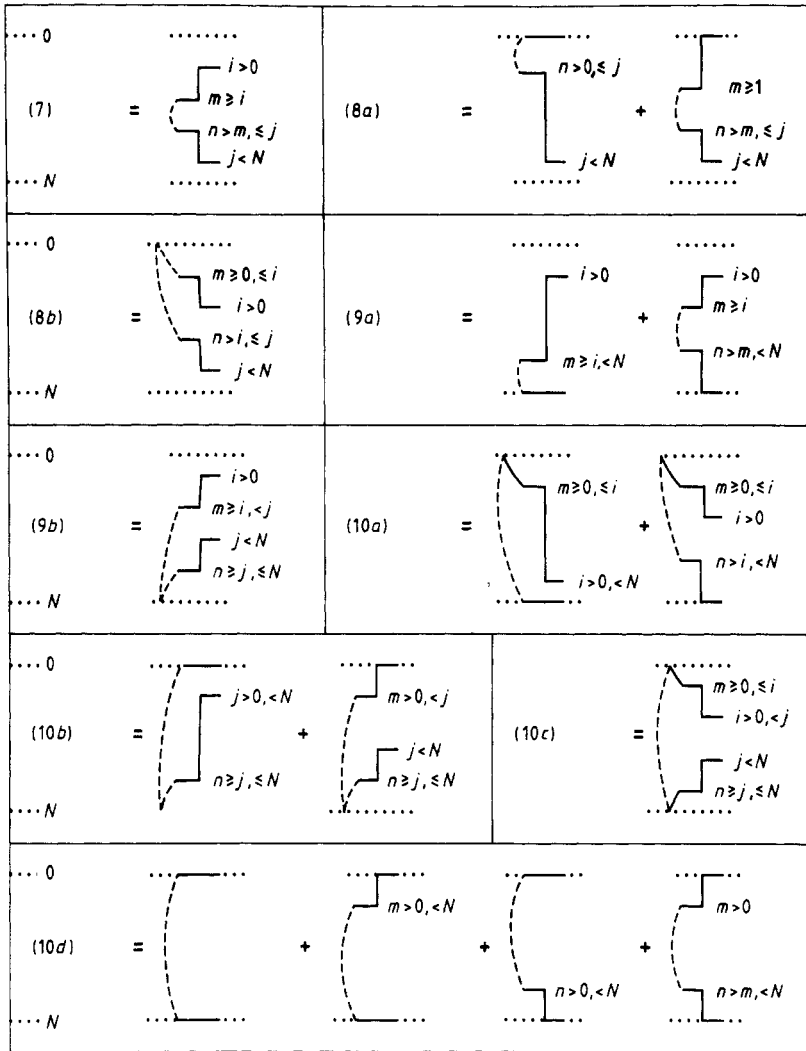 0
i>0
m≥i
(7) =
n>m,≤j
j<N
N
n>0,≤j
m≥1
(8a) = +
n>m,≤j
j<N
j<N
0
m≥0,≤i
i>0
(8b) =
n>i,≤j
j<N
N
i>0
i>0
m≥i
(9a) = +
n>m,<N
m≥i,<N
0
i>0
m≥i,<j
(9b) =
j<N
n≥j,≤N
N
m≥0,≤i
m≥0,≤i
i>0
(10a) = +
n>i,<N
i>0,<N
0
j>0,<N
m>0,<j
(10b) = +
j<N
n≥j,≤N
n≥j,≤N
N
m≥0,≤i
i>0,<j
(10c) =
j<N
n≥j,≤N
0
m>0,<N
m>0
(10d) = + + +
n>0,<N
n>m,<N
N